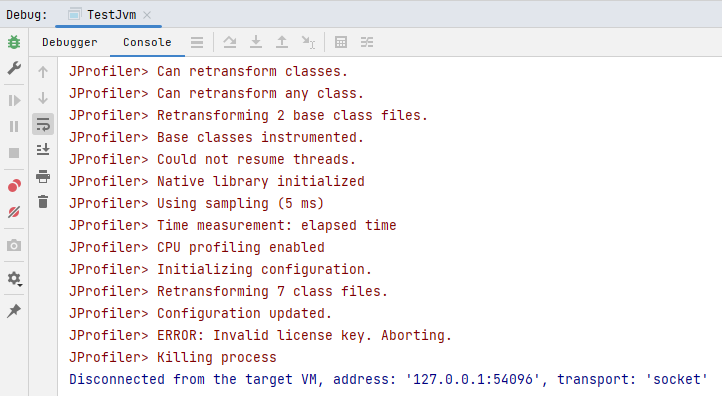 Debug: TestJvm
Debugger Console
JProfiler> Can retransform classes.
JProfiler> Can retransform any class.
JProfiler> Retransforming 2 base class files.
JProfiler> Base classes instrumented.
JProfiler> Could not resume threads.
JProfiler> Native library initialized
JProfiler> Using sampling (5 ms)
JProfiler> Time measurement: elapsed time
JProfiler> CPU profiling enabled
JProfiler> Initializing configuration.
JProfiler> Retransforming 7 class files.
JProfiler> Configuration updated.
JProfiler> ERROR: Invalid license key. Aborting.
JProfiler> Killing process
Disconnected from the target VM, address: '127.0.0.1:54096', transport: 'socket'